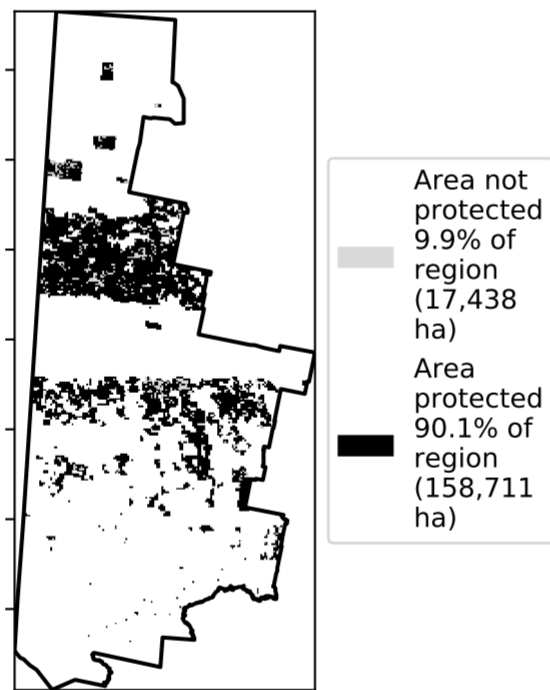 Area not
protected
9.9% of
region
(17,438
ha)
Area
protected
90.1% of
region
(158,711
ha)